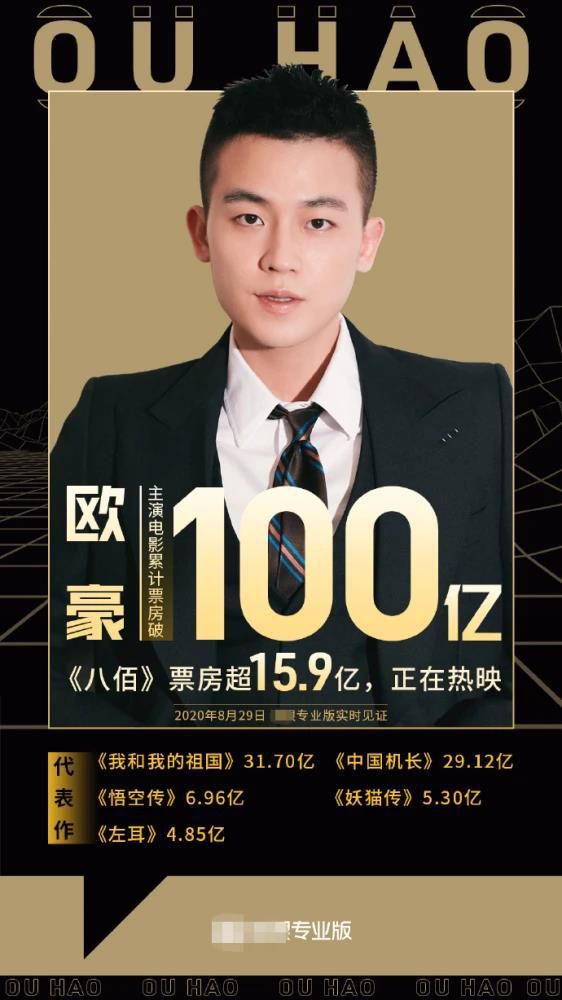 OU HAO
欧豪
主演电影累计票房破
100亿
《八佰》票房超15.9亿，正在热映
2020年8月29日 专业版实时见证
代表作
《我和我的祖国》31.70亿 《中国机长》29.12亿
《悟空传》6.96亿 《妖猫传》5.30亿
《左耳》4.85亿
专业版
OU HAO OU HAO OU HAO OU HAO OU HAO